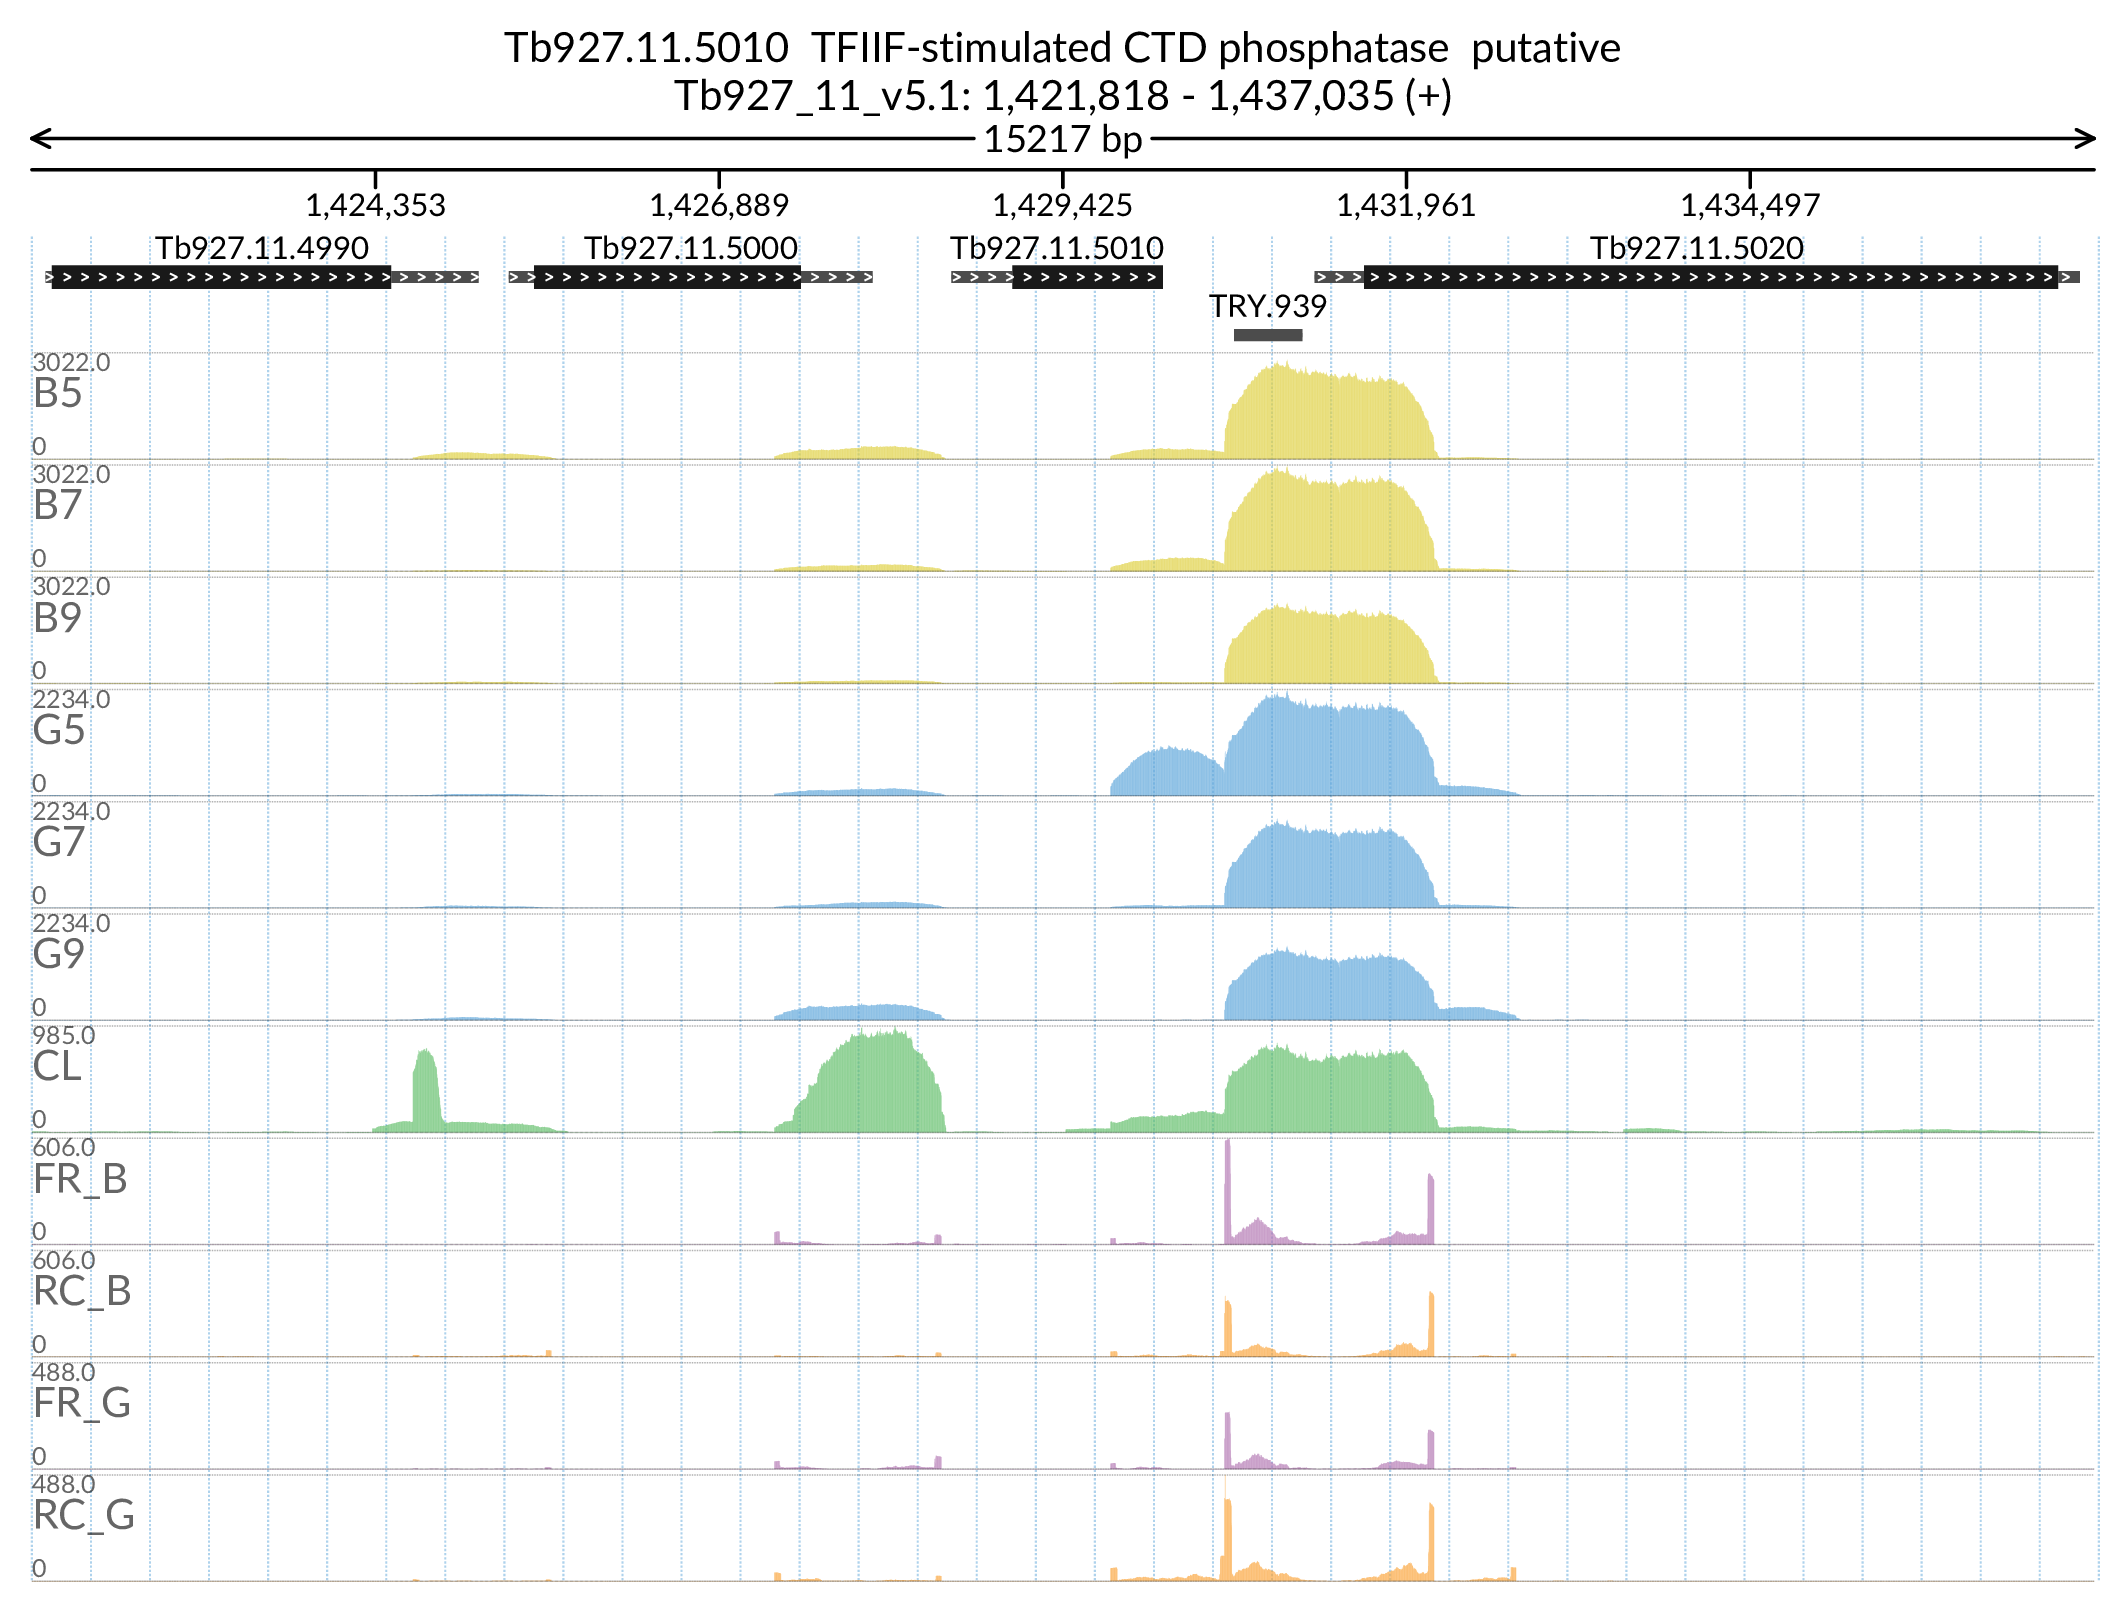 Tb927.11.5010  TFIIF-stimulated CTD phosphatase  putative
Tb927_11_v5.1: 1,421,818 - 1,437,035 (+)
15217 bp
1,424,353 1,426,889 1,429,425 1,431,961 1,434,497
Tb927.11.4990 Tb927.11.5000 Tb927.11.5010 Tb927.11.5020
TRY.939
3022.0
B5
0
3022.0
B7
0
3022.0
B9
0
2234.0
G5
0
2234.0
G7
0
2234.0
G9
0
985.0
CL
0
606.0
FR_B
0
606.0
RC_B
0
488.0
FR_G
0
488.0
RC_G
0